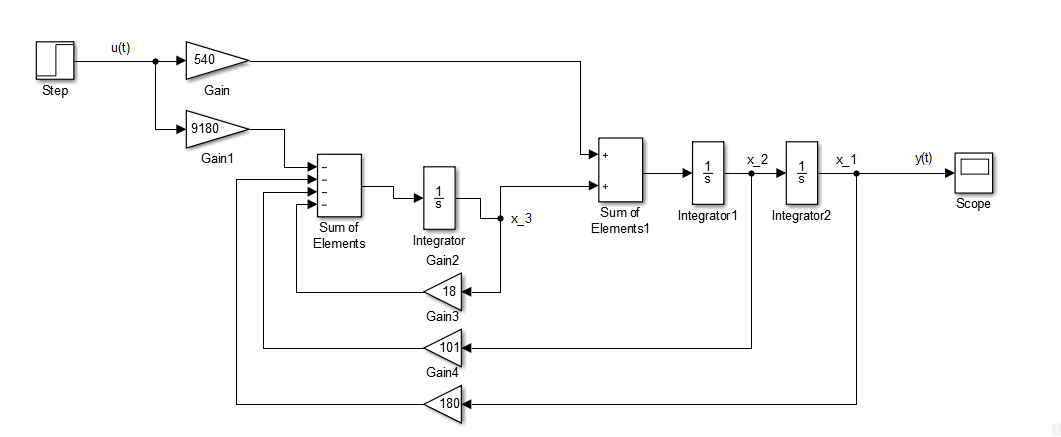 u(t)
Step
540
Gain
9180
Gain1
−
−
−
−
Sum of
Elements
1
s
Integrator
x_3
+
+
Sum of
Elements1
1
s
Integrator1
x_2
1
s
Integrator2
x_1
y(t)
Scope
Gain2
18
Gain3
101
Gain4
180